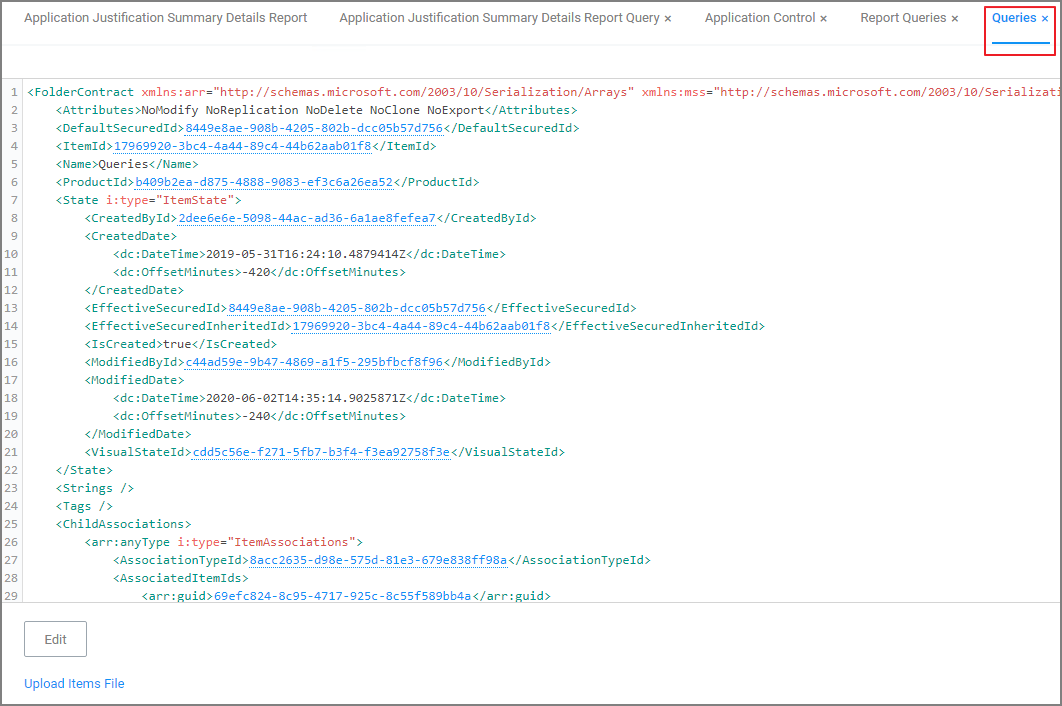 Application Justification Summary Details Report Application Justification Summary Details Report Query × Application Control × Report Queries × Queries ×
1 <FolderContract xmlns:arr="http://schemas.microsoft.com/2003/10/Serialization/Arrays" xmlns:mss="http://schemas.microsoft.com/2003/10/Serializati
2 <Attributes>NoModify NoReplication NoDelete NoClone NoExport</Attributes>
3 <DefaultSecuredId>8449e8ae-908b-4205-802b-dcc05b57d756</DefaultSecuredId>
4 <ItemId>17969920-3bc4-4a44-89c4-44b62aab01f8</ItemId>
5 <Name>Queries</Name>
6 <ProductId>b409b2ea-d875-4888-9083-ef3c6a26ea52</ProductId>
7 <State i:type="ItemState">
8 <CreatedById>2dee6e6e-5098-44ac-ad36-6a1ae8fefea7</CreatedById>
9 <CreatedDate>
10 <dc:DateTime>2019-05-31T16:24:10.4879414Z</dc:DateTime>
11 <dc:OffsetMinutes>-420</dc:OffsetMinutes>
12 </CreatedDate>
13 <EffectiveSecuredId>8449e8ae-908b-4205-802b-dcc05b57d756</EffectiveSecuredId>
14 <EffectiveSecuredInheritedId>17969920-3bc4-4a44-89c4-44b62aab01f8</EffectiveSecuredInheritedId>
15 <IsCreated>true</IsCreated>
16 <ModifiedById>c44ad59e-9b47-4869-a1f5-295bfbcf8f96</ModifiedById>
17 <ModifiedDate>
18 <dc:DateTime>2020-06-02T14:35:14.9025871Z</dc:DateTime>
19 <dc:OffsetMinutes>-240</dc:OffsetMinutes>
20 </ModifiedDate>
21 <VisualStateId>cdd5c56e-f271-5fb7-b3f4-f3ea92758f3e</VisualStateId>
22 </State>
23 <Strings />
24 <Tags />
25 <ChildAssociations>
26 <arr:anyType i:type="ItemAssociations">
27 <AssociationTypeId>8acc2635-d98e-575d-81e3-679e838ff98a</AssociationTypeId>
28 <AssociatedItemIds>
29 <arr:guid>69efc824-8c95-4717-925c-8c55f589bb4a</arr:guid>
Edit
Upload Items File